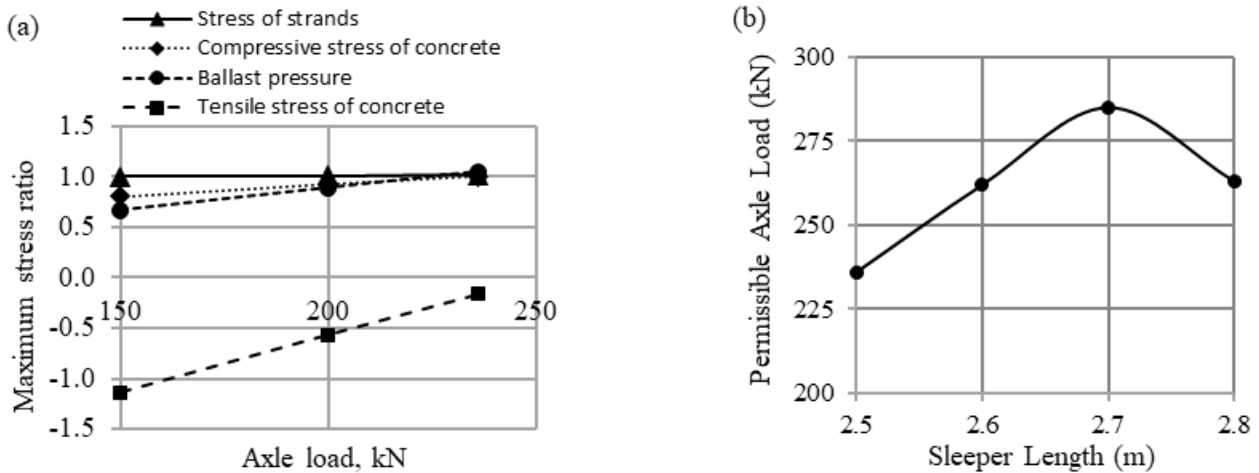 (a)
Stress of strands
Compressive stress of concrete
Ballast pressure
Tensile stress of concrete
1.5
1.0
0.5
0.0
-0.5
-1.0
-1.5
150
200
250
Maximum stress ratio
Axle load, kN
(b)
300
275
250
225
200
2.5
2.6
2.7
2.8
Permissible Axle Load (kN)
Sleeper Length (m)